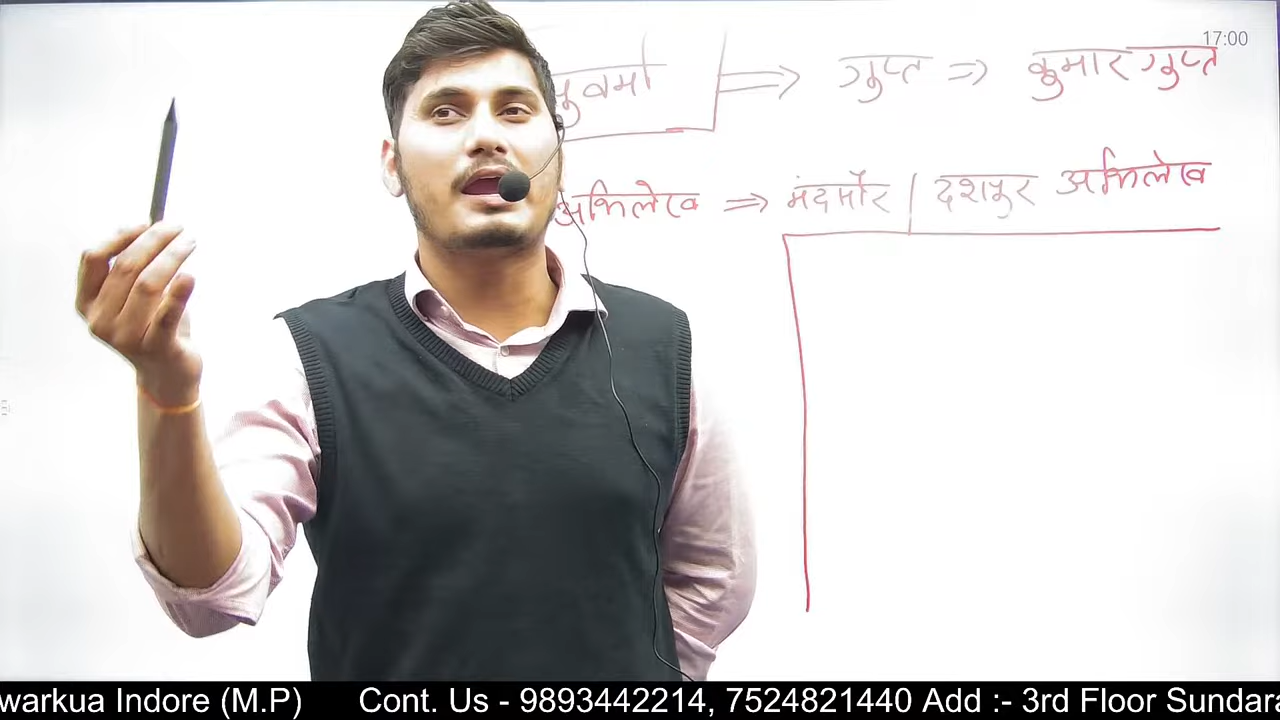 17:00
⇒ गुप्त ⇒ कुमारगुप्त
अभिलेख ⇒ मंदसौर | दशपुर अभिलेख
warkua Indore (M.P) Cont. Us - 9893442214, 7524821440 Add :- 3rd Floor Sundara